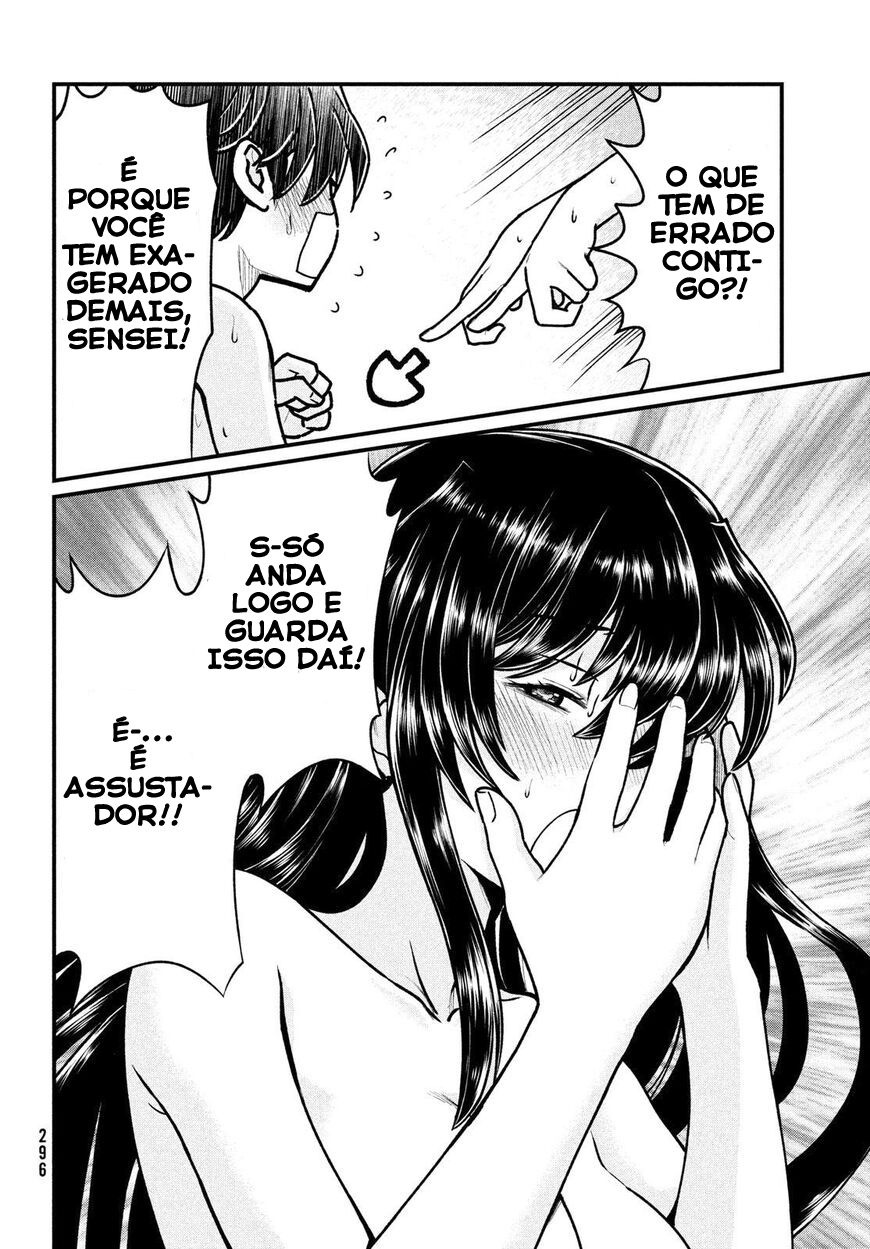 O QUE
TEM DE
ERRADO
CONTI-
GO?!
É
PORQUE
VOCÊ
TEM EXA-
GERADO
DEMAIS,
SENSEI!
S-SÓ
ANDA
LOGO E
GUARDA
ISSO DAÍ!
É-...
É
ASSUSTA-
DOR!!
296